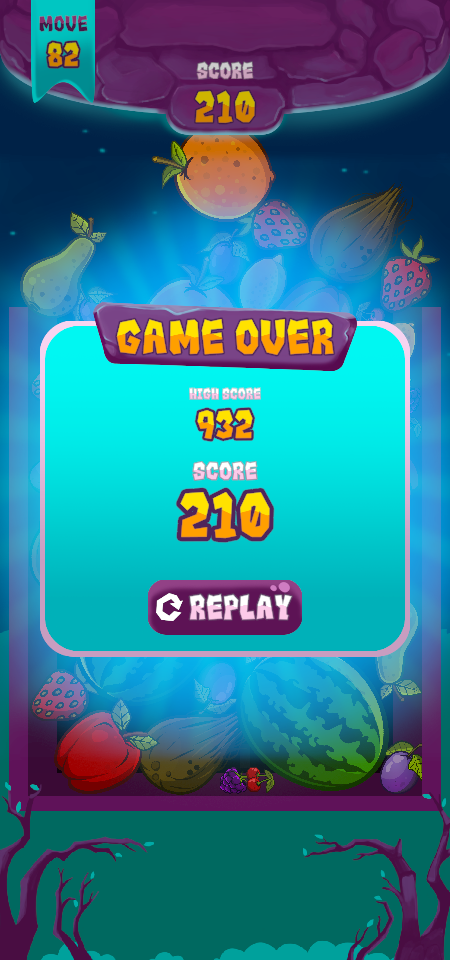 MOVE
82
SCORE
210
GAME OVER
HIGH SCORE
932
SCORE
210
REPLAY